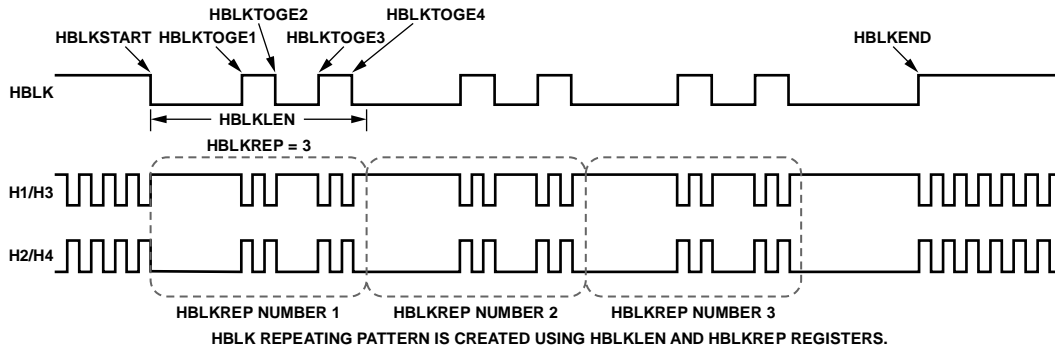 HBLKTOGE2 HBLKTOGE4
HBLKSTART HBLKTOGE1 HBLKTOGE3 HBLKEND
HBLK
HBLKLEN
HBLKREP = 3
H1/H3
H2/H4
HBLKREP NUMBER 1 HBLKREP NUMBER 2 HBLKREP NUMBER 3
HBLK REPEATING PATTERN IS CREATED USING HBLKLEN AND HBLKREP REGISTERS.